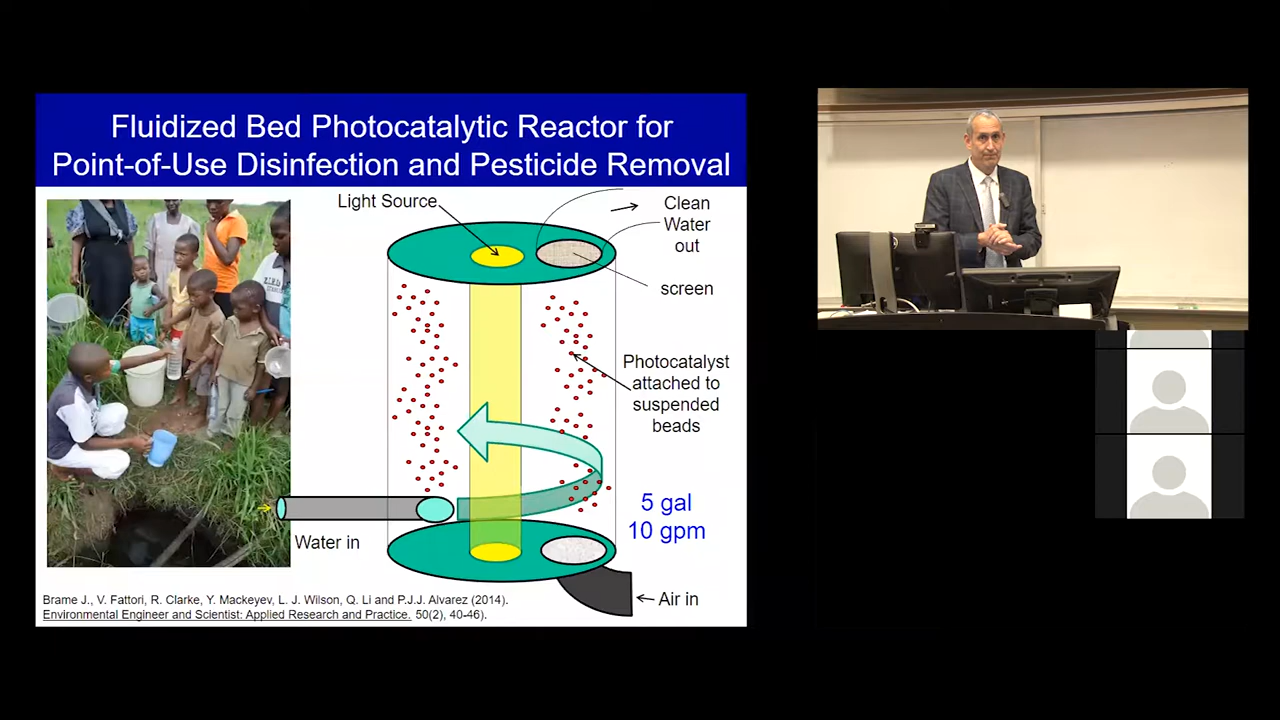 Fluidized Bed Photocatalytic Reactor for
Point-of-Use Disinfection and Pesticide Removal
Light Source
Clean
Water
out
screen
Photocatalyst
attached to
suspended
beads
5 gal
10 gpm
Water in
Air in
Brame J., V. Fattori, R. Clarke, Y. Mackeyev, L. J. Wilson, Q. Li and P.J.J. Alvarez (2014).
Environmental Engineer and Scientist: Applied Research and Practice. 50(2), 40-46).